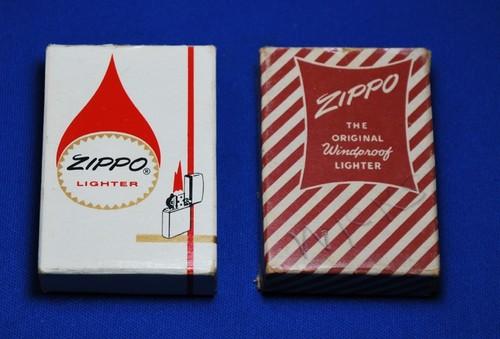 ZIPPO®
LIGHTER
ZIPPO
THE
ORIGINAL
Windproof
LIGHTER